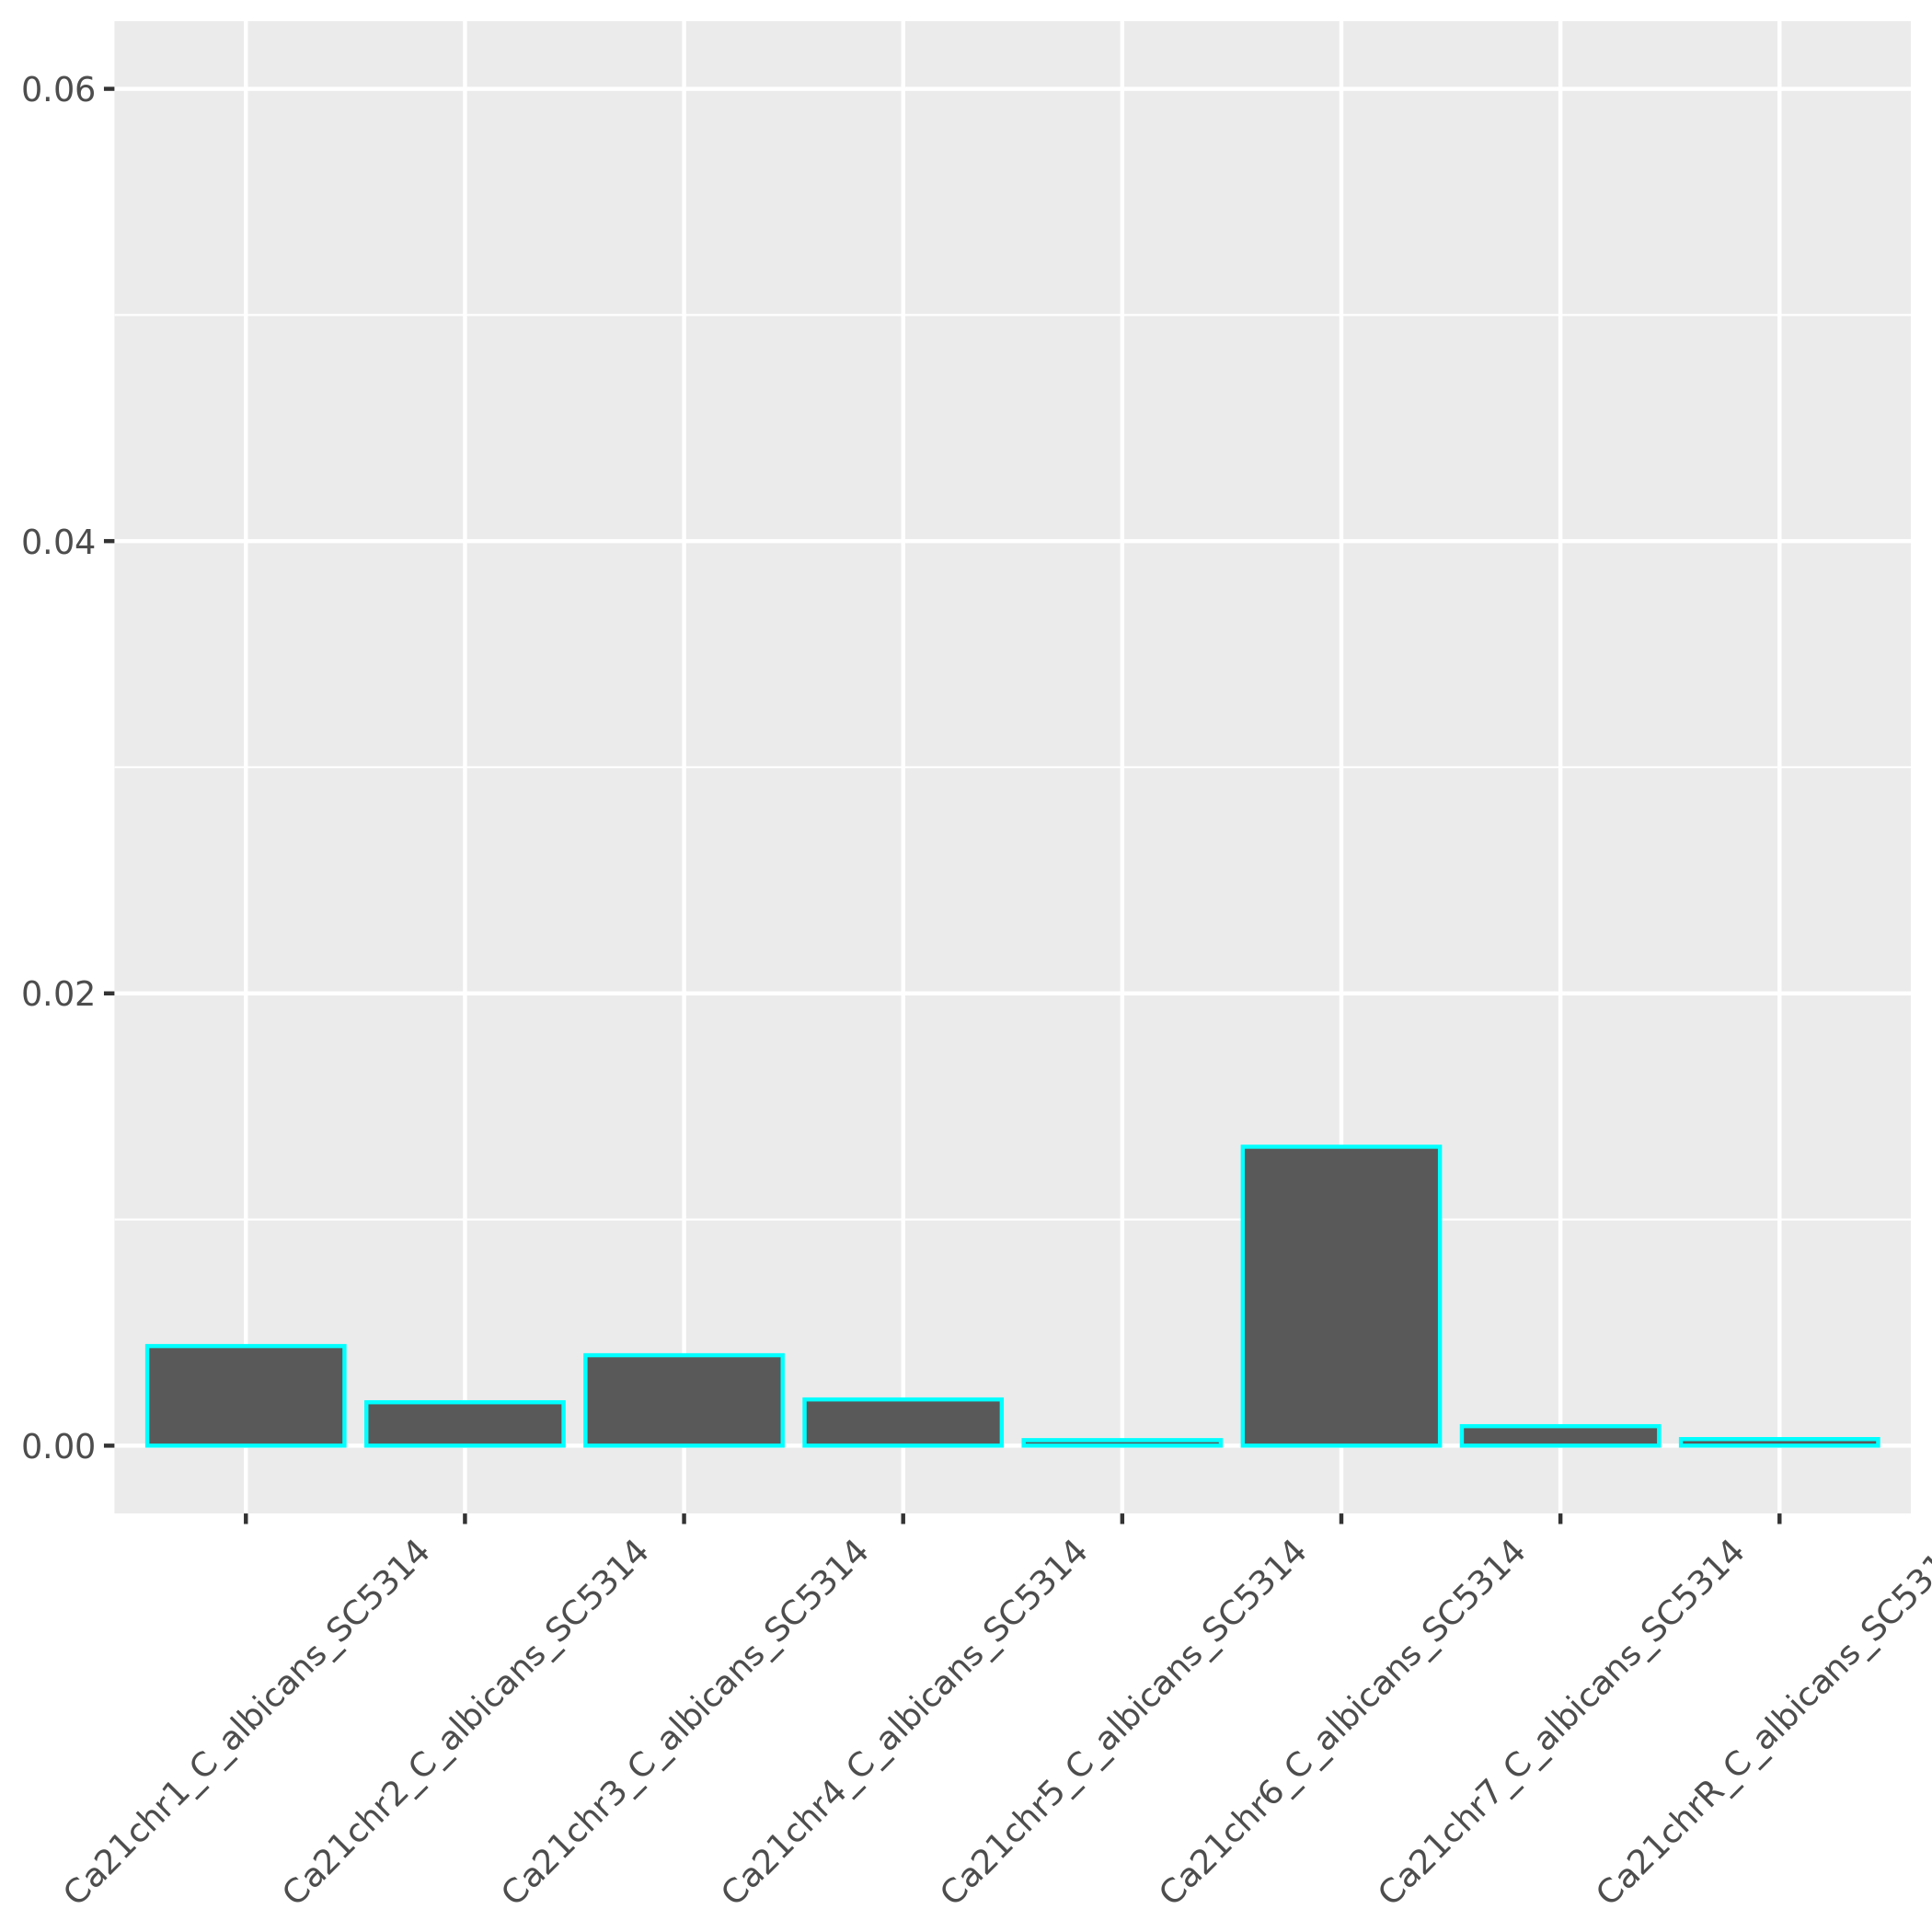 0.06
0.04
0.02
0.00
Ca21chr1_C_albicans_SC5314
Ca21chr2_C_albicans_SC5314
Ca21chr3_C_albicans_SC5314
Ca21chr4_C_albicans_SC5314
Ca21chr5_C_albicans_SC5314
Ca21chr6_C_albicans_SC5314
Ca21chr7_C_albicans_SC5314
Ca21chrR_C_albicans_SC531